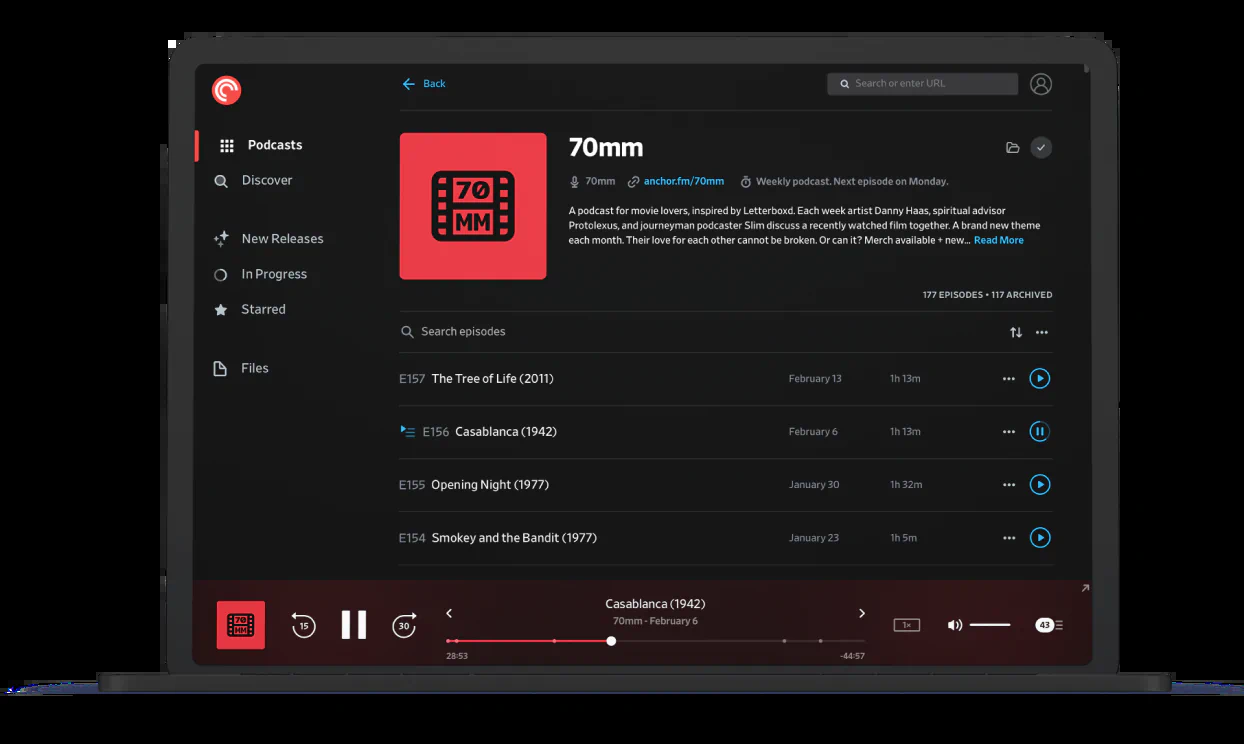 Back
Search or enter URL
Podcasts
Discover
New Releases
In Progress
Starred
Files
70
MM
70mm
70mm anchor.fm/70mm Weekly podcast. Next episode on Monday.
A podcast for movie lovers, inspired by Letterboxd. Each week artist Danny Haas, spiritual advisor
Protolexus, and journeyman podcaster Slim discuss a recently watched film together. A brand new theme
each month. Their love for each other cannot be broken. Or can it? Merch available + new... Read More
177 EPISODES • 117 ARCHIVED
Search episodes
E157 The Tree of Life (2011) February 13 1h 13m
E156 Casablanca (1942) February 6 1h 13m
E155 Opening Night (1977) January 30 1h 32m
E154 Smokey and the Bandit (1977) January 23 1h 5m
70
MM
15
30
Casablanca (1942)
70mm - February 6
28:53
-44:57
1×
43